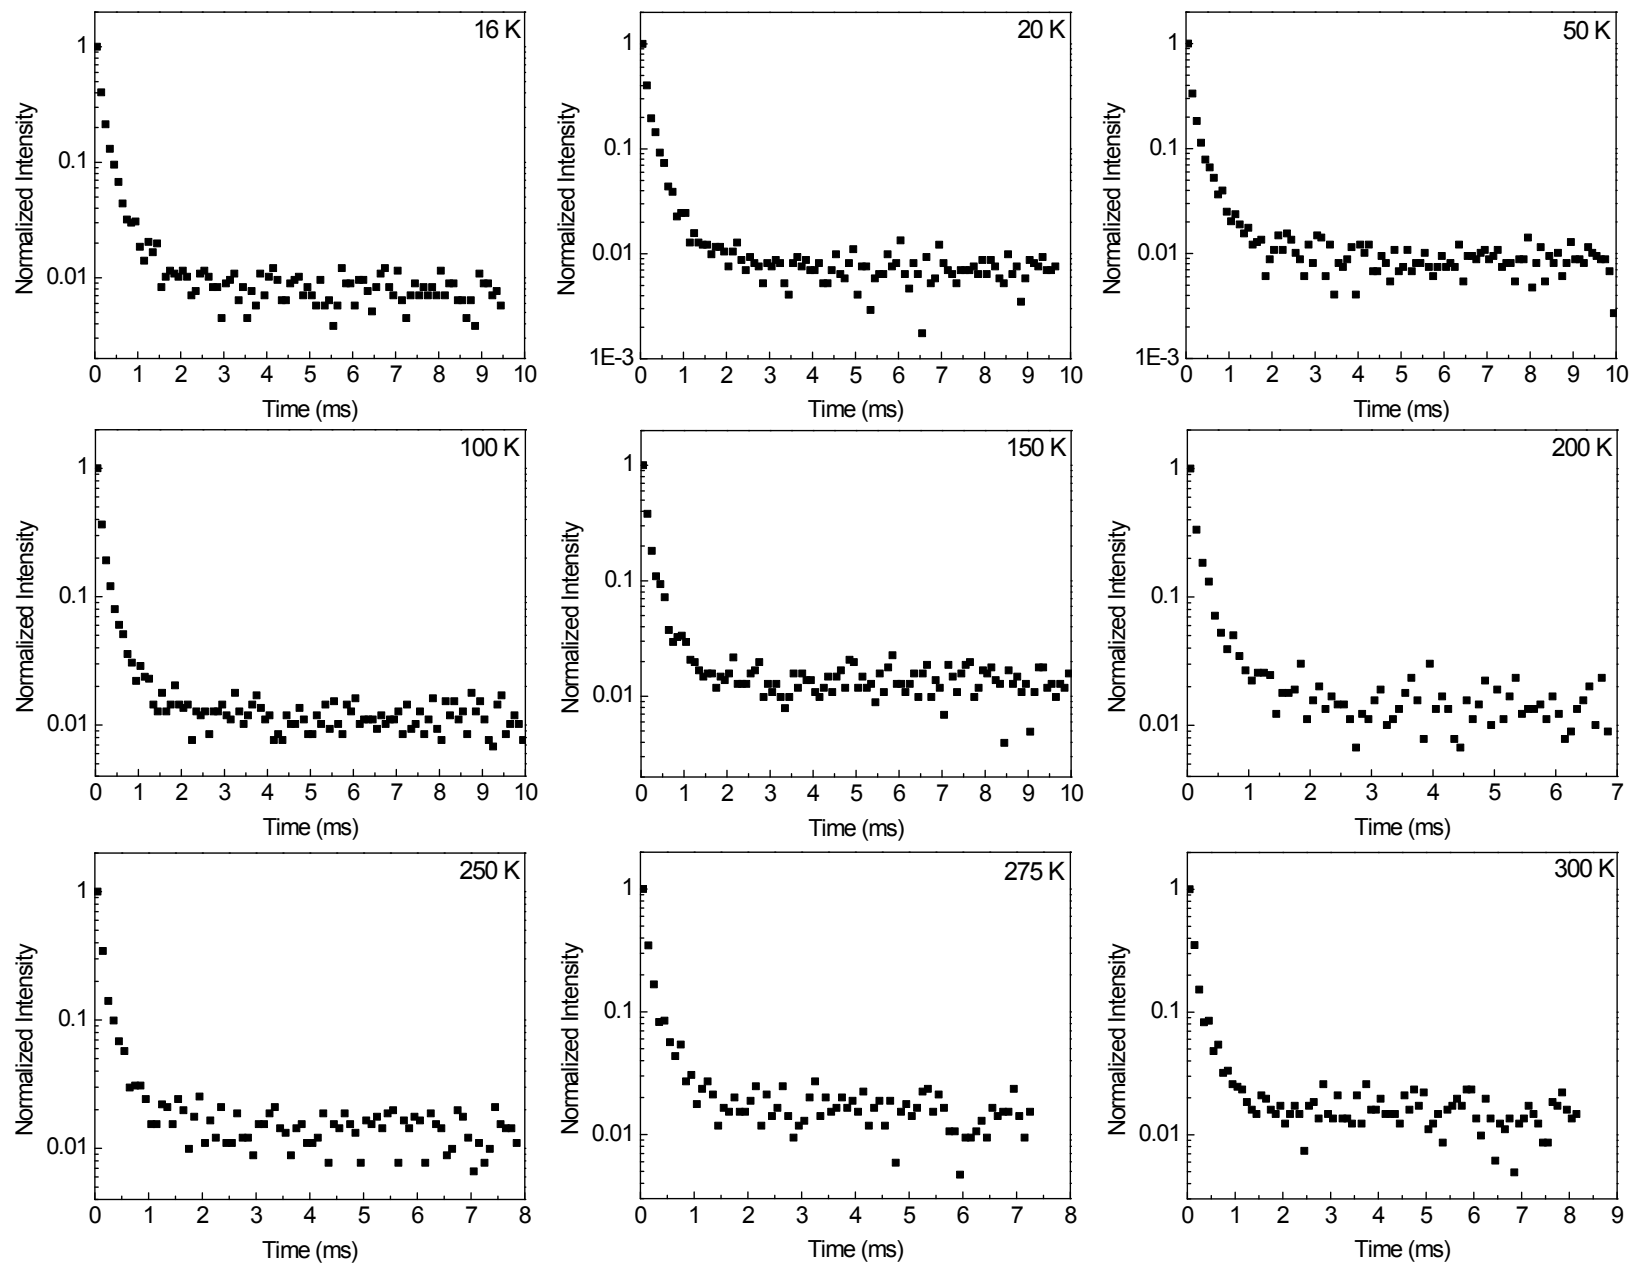 16 K
1
0.1
0.01
Normalized Intensity
0 1 2 3 4 5 6 7 8 9 10
Time (ms)
20 K
1
0.1
0.01
1E-3
Normalized Intensity
0 1 2 3 4 5 6 7 8 9 10
Time (ms)
50 K
1
0.1
0.01
1E-3
Normalized Intensity
0 1 2 3 4 5 6 7 8 9 10
Time (ms)
100 K
1
0.1
0.01
Normalized Intensity
0 1 2 3 4 5 6 7 8 9 10
Time (ms)
150 K
1
0.1
0.01
Normalized Intensity
0 1 2 3 4 5 6 7 8 9 10
Time (ms)
200 K
1
0.1
0.01
Normalized Intensity
0 1 2 3 4 5 6 7
Time (ms)
250 K
1
0.1
0.01
Normalized Intensity
0 1 2 3 4 5 6 7 8
Time (ms)
275 K
1
0.1
0.01
Normalized Intensity
0 1 2 3 4 5 6 7 8
Time (ms)
300 K
1
0.1
0.01
Normalized Intensity
0 1 2 3 4 5 6 7 8 9
Time (ms)